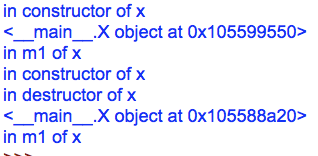 in constructor of x
<__main__.X object at 0x105599550>
in m1 of x
in constructor of x
in destructor of x
<__main__.X object at 0x105588a20>
in m1 of x
>>>